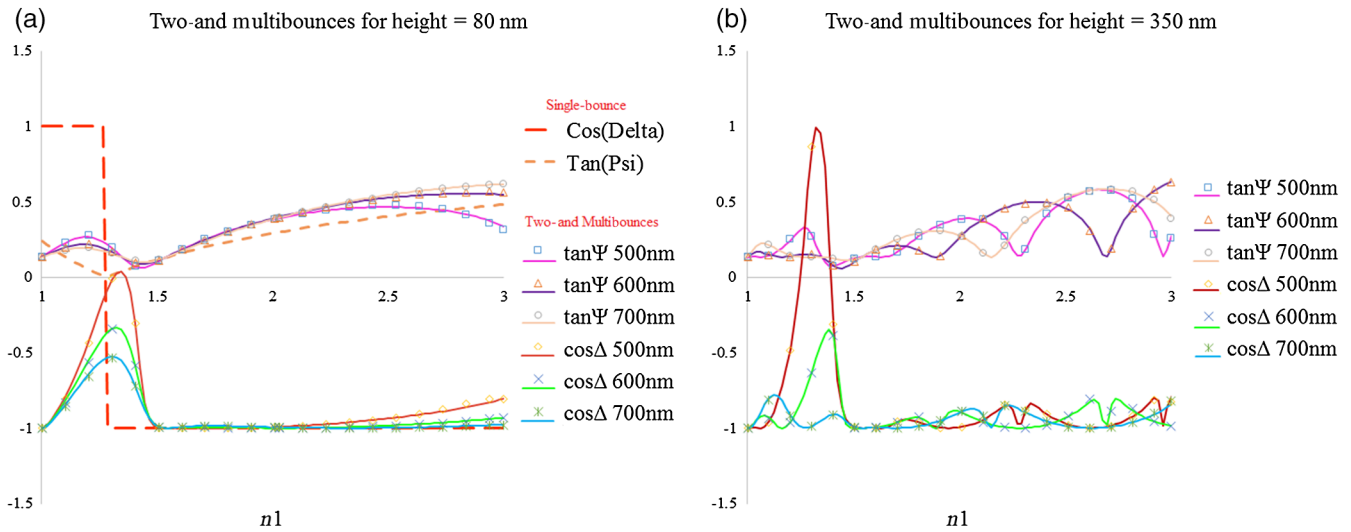 (a)
Two-and multibounces for height = 80 nm
1.5
1
0.5
0
-0.5
-1
-1.5
1
1.5
2
2.5
3
n1
Single-bounce
Cos(Delta)
Tan(Psi)
Two-and Multibounces
tanΨ 500nm
tanΨ 600nm
tanΨ 700nm
cosΔ 500nm
cosΔ 600nm
cosΔ 700nm
(b)
Two-and multibounces for height = 350 nm
1.5
1
0.5
0
-0.5
-1
-1.5
1
1.5
2
2.5
3
n1
tanΨ 500nm
tanΨ 600nm
tanΨ 700nm
cosΔ 500nm
cosΔ 600nm
cosΔ 700nm